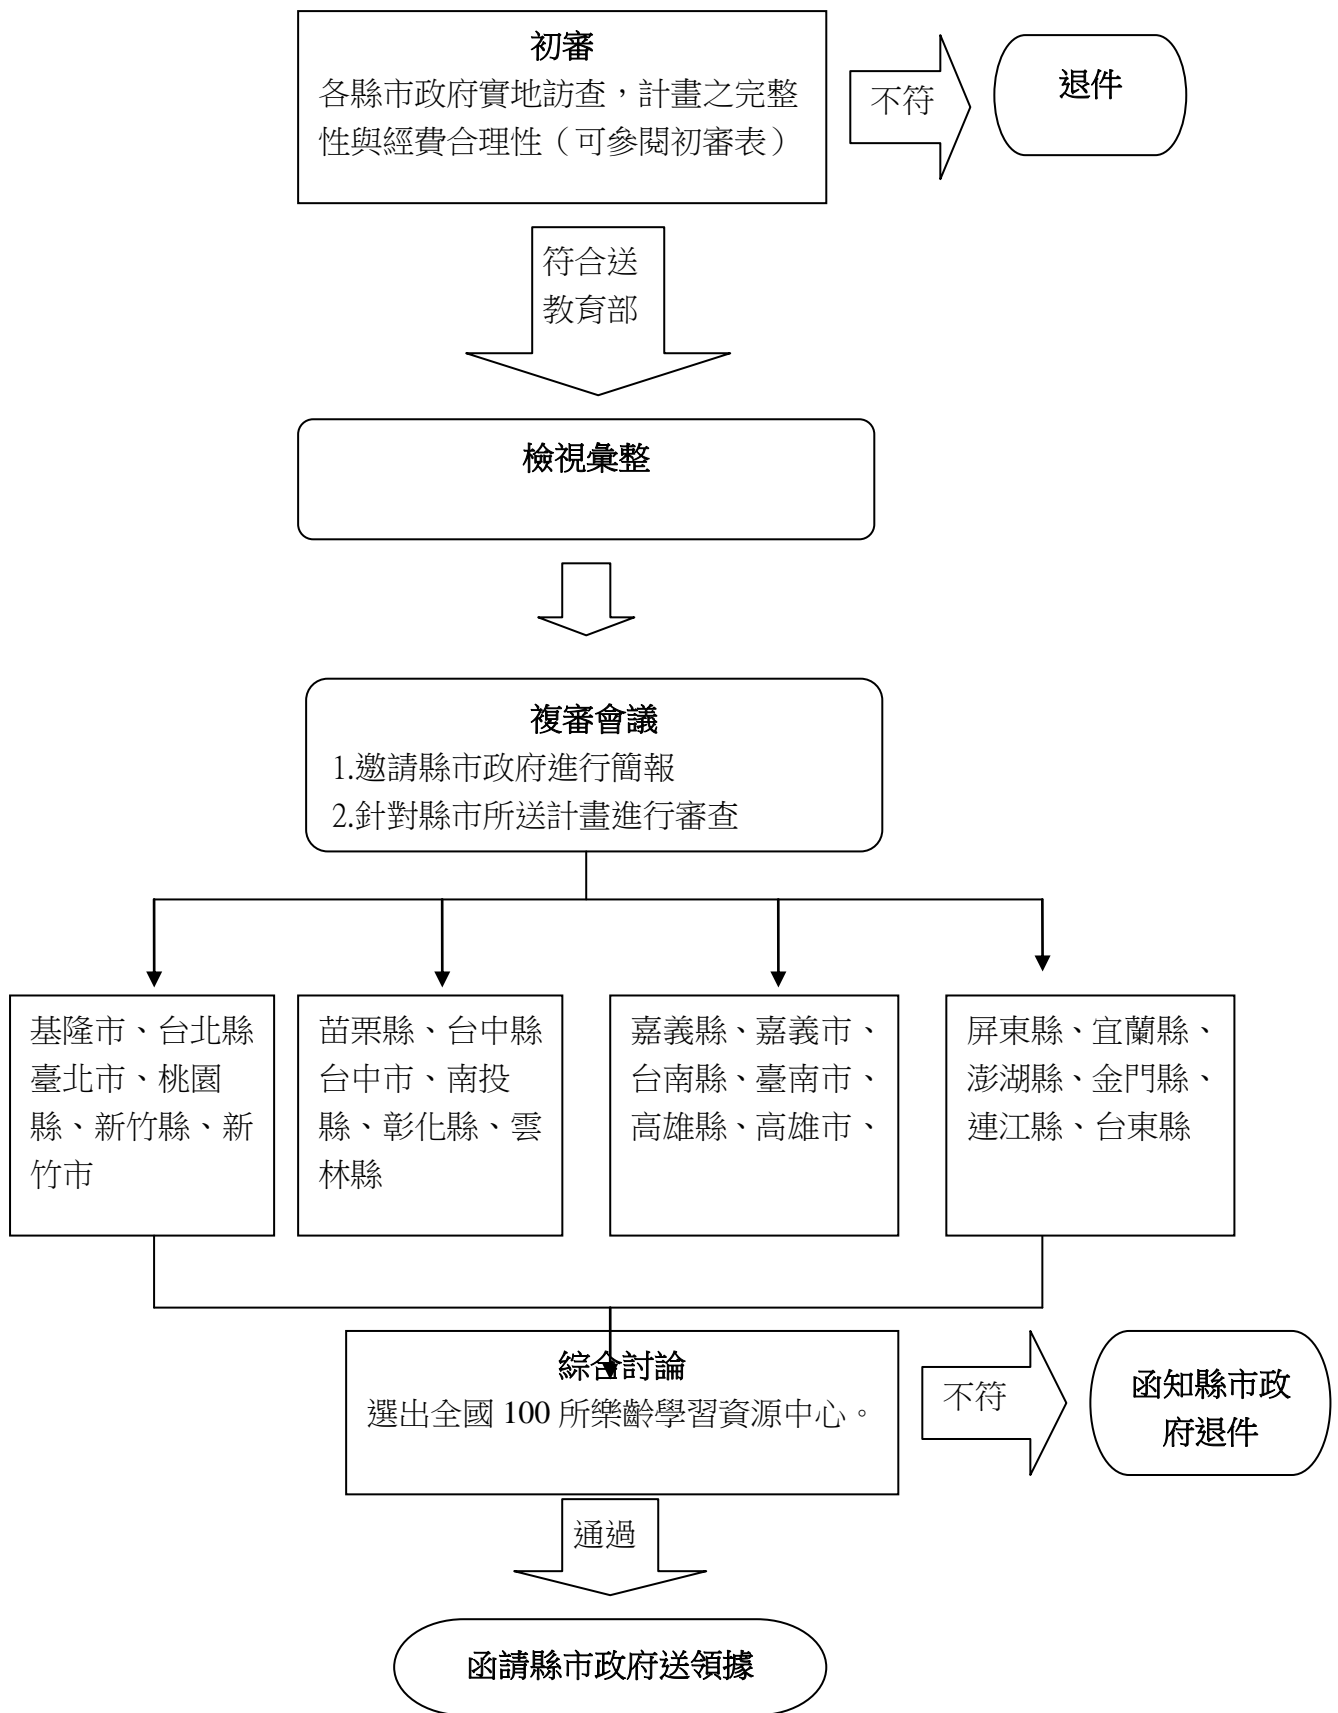 初審
各縣市政府實地訪查，計畫之完整
性與經費合理性（可參閱初審表）
不符
退件
符合送
教育部
檢視彙整
複審會議
1.邀請縣市政府進行簡報
2.針對縣市所送計畫進行審查
基隆市、台北縣
臺北市、桃園
縣、新竹縣、新
竹市
苗栗縣、台中縣
台中市、南投
縣、彰化縣、雲
林縣
嘉義縣、嘉義市、
台南縣、臺南市、
高雄縣、高雄市、
屏東縣、宜蘭縣、
澎湖縣、金門縣、
連江縣、台東縣
綜合討論
選出全國 100 所樂齡學習資源中心。
不符
函知縣市政
府退件
通過
函請縣市政府送領據